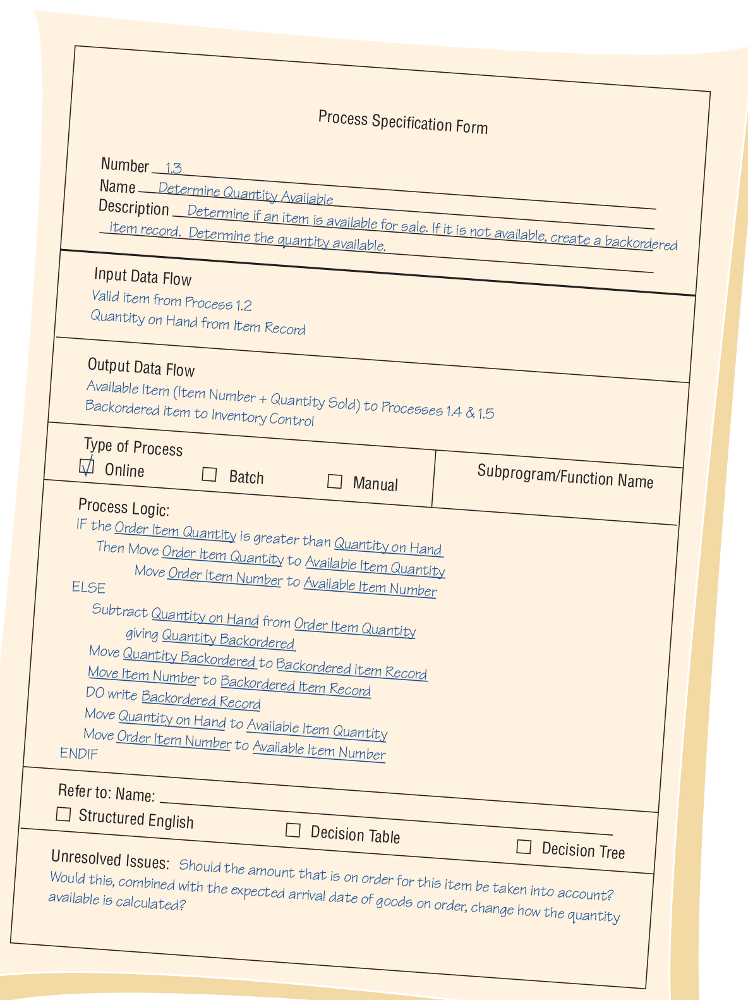 Process Specification Form
Number 1.3
Name Determine Quantity Available
Description Determine if an item is available for sale. If it is not available, create a backordered
item record. Determine the quantity available.
Input Data Flow
Valid item from Process 1.2
Quantity on Hand from Item Record
Output Data Flow
Available Item (Item Number + Quantity Sold) to Processes 1.4 & 1.5
Backordered item to Inventory Control
Type of Process
Online Batch Manual
Subprogram/Function Name
Process Logic:
IF the Order Item Quantity is greater than Quantity on Hand
Then Move Order Item Quantity to Available Item Quantity
Move Order Item Number to Available Item Number
ELSE
Subtract Quantity on Hand from Order Item Quantity
giving Quantity Backordered
Move Quantity Backordered to Backordered Item Record
Move Item Number to Backordered Item Record
DO write Backordered Record
Move Quantity on Hand to Available Item Quantity
Move Order Item Number to Available Item Number
ENDIF
Refer to: Name:
Structured English Decision Table Decision Tree
Unresolved Issues: Should the amount that is on order for this item be taken into account?
Would this, combined with the expected arrival date of goods on order, change how the quantity
available is calculated?